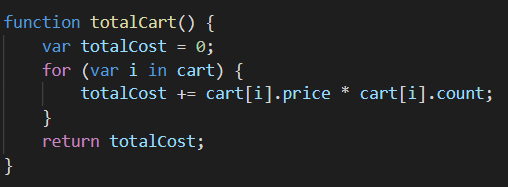 function totalCart() {
    var totalCost = 0;
    for (var i in cart) {
        totalCost += cart[i].price * cart[i].count;
    }
    return totalCost;
}